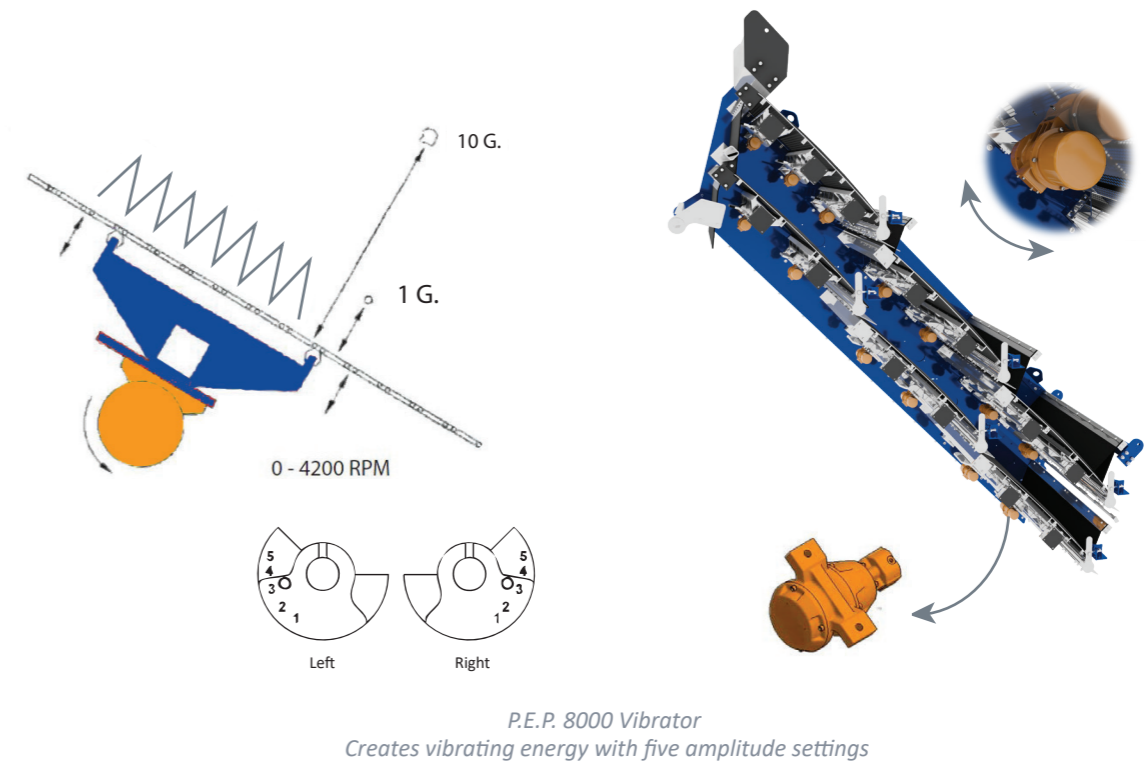 10 G.
1 G.
0 - 4200 RPM
5
4
3
2
1
5
4
3
2
1
Left
Right
P.E.P. 8000 Vibrator
Creates vibrating energy with five amplitude settings